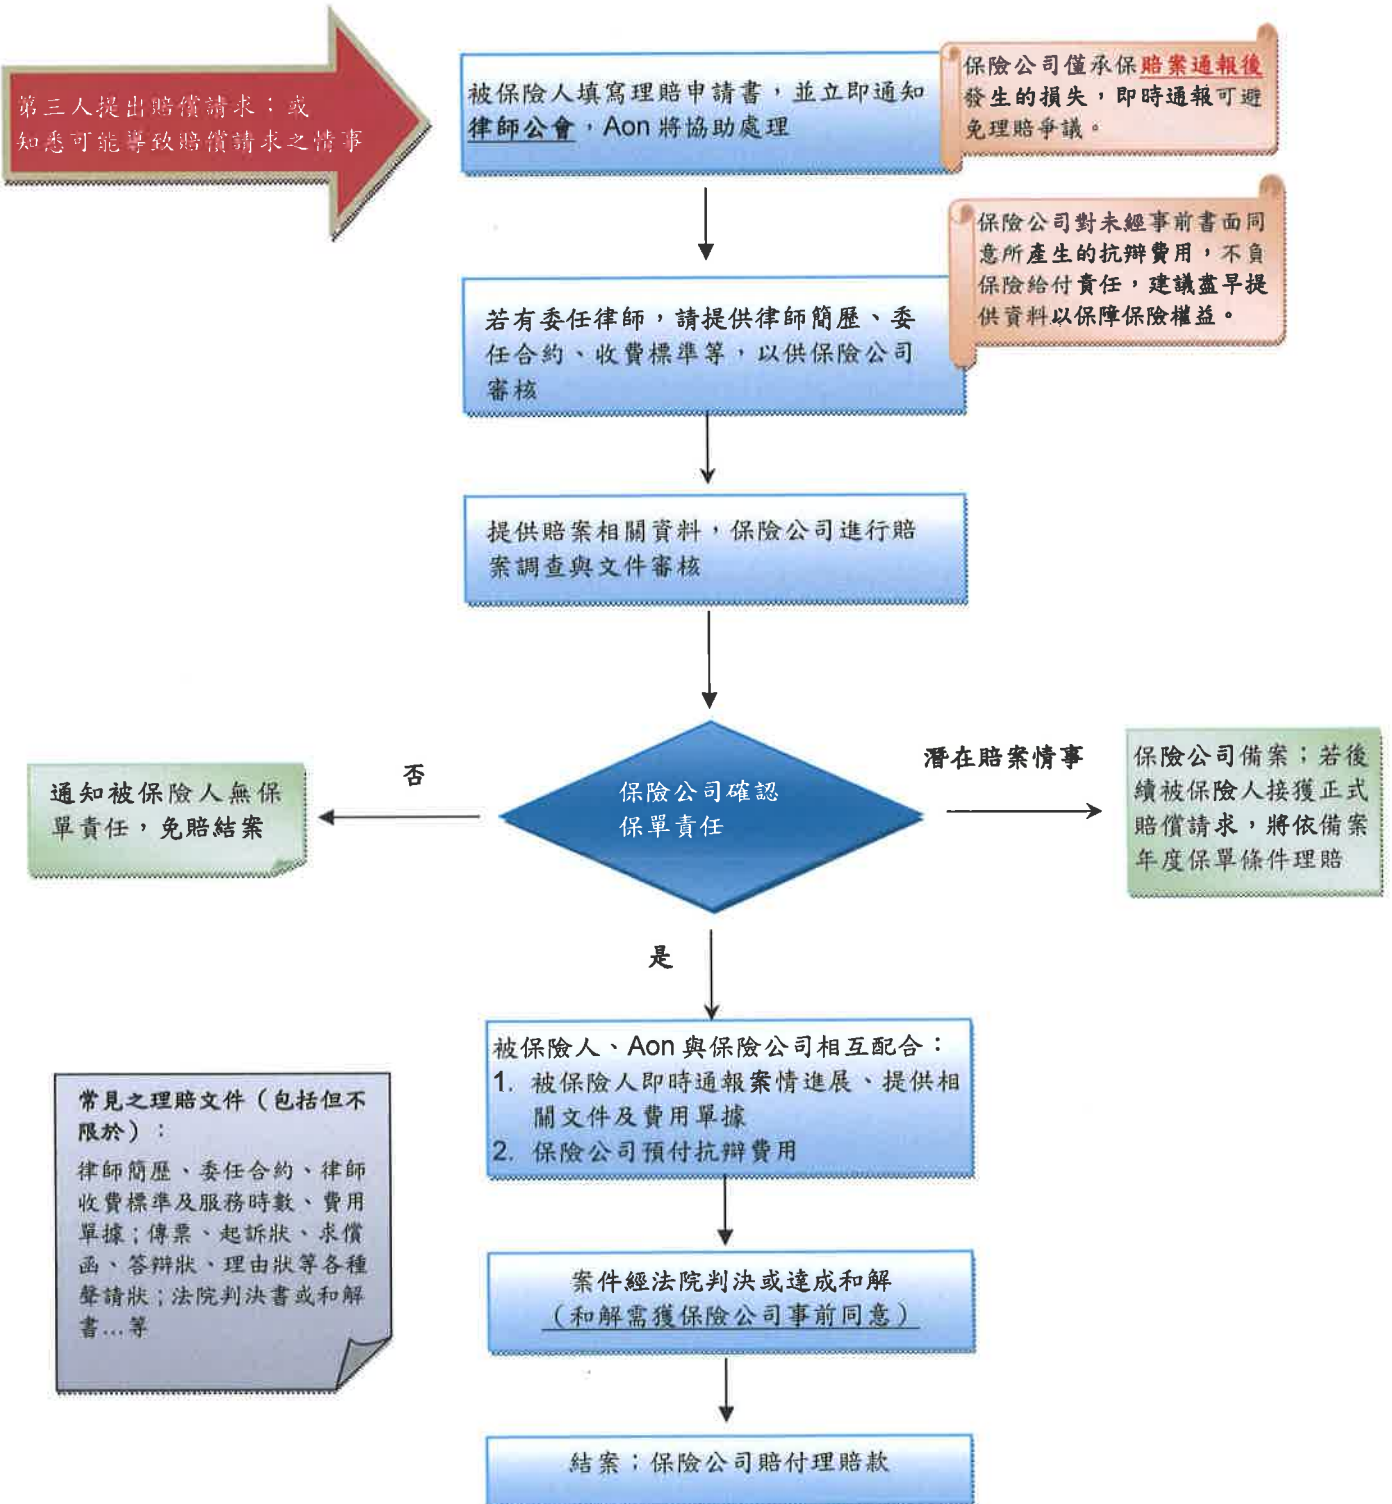 第三人提出賠償請求；或
知悉可能導致賠償請求之情事
被保險人填寫理賠申請書，並立即通知
律師公會，Aon 將協助處理
保險公司僅承保賠案通報後
發生的損失，即時通報可避
免理賠爭議。
保險公司對未經事前書面同
意所產生的抗辯費用，不負
保險給付責任，建議盡早提
供資料以保障保險權益。
若有委任律師，請提供律師簡歷、委
任合約、收費標準等，以供保險公司
審核
提供賠案相關資料，保險公司進行賠
案調查與文件審核
保險公司確認
保單責任
否
通知被保險人無保
單責任，免賠結案
潛在賠案情事
保險公司備案；若後
續被保險人接獲正式
賠償請求，將依備案
年度保單條件理賠
是
被保險人、Aon 與保險公司相互配合：
1. 被保險人即時通報案情進展、提供相
關文件及費用單據
2. 保險公司預付抗辯費用
常見之理賠文件（包括但不
限於）：
律師簡歷、委任合約、律師
收費標準及服務時數、費用
單據；傳票、起訴狀、求償
函、答辯狀、理由狀等各種
聲請狀；法院判決書或和解
書…等
案件經法院判決或達成和解
（和解需獲保險公司事前同意）
結案；保險公司賠付理賠款